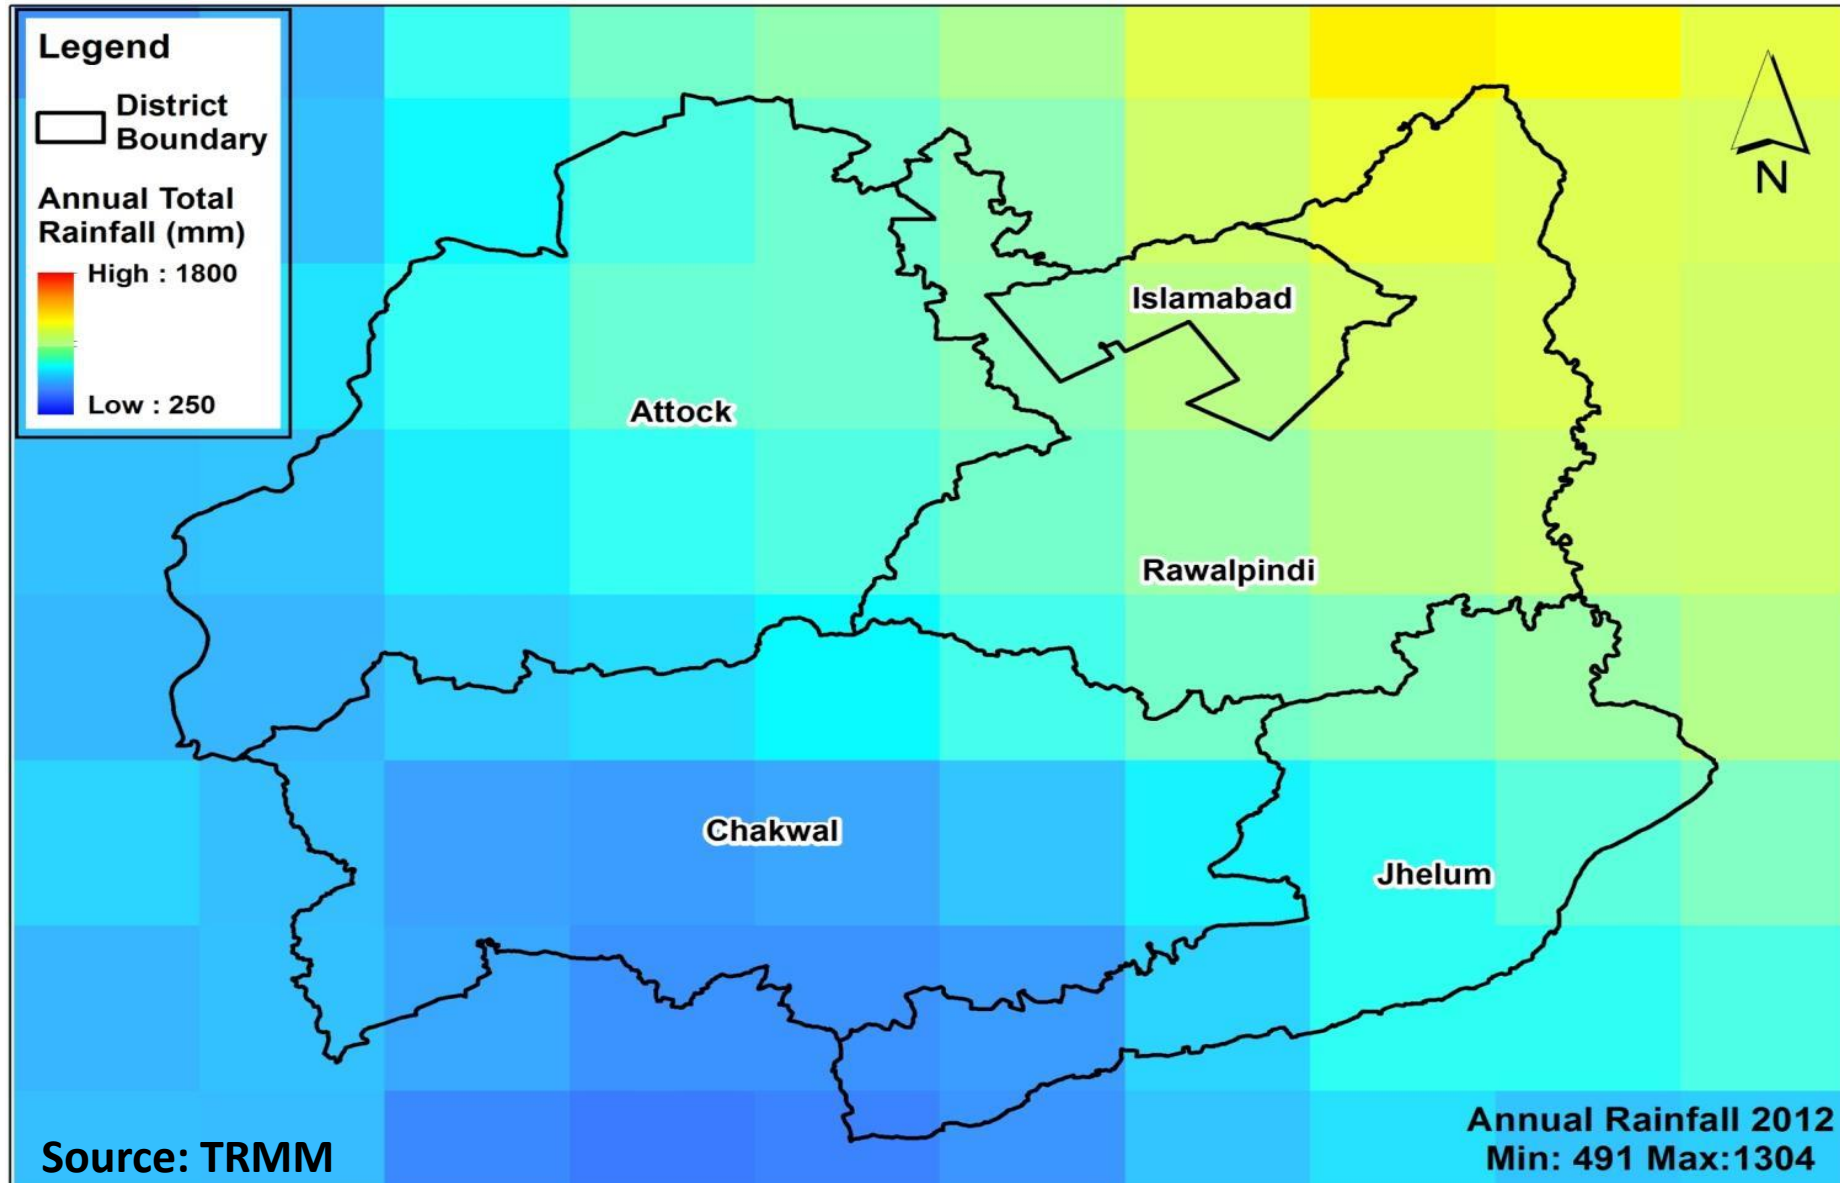 Legend
District
Boundary
Annual Total
Rainfall (mm)
High : 1800
Low : 250
N
Islamabad
Attock
Rawalpindi
Chakwal
Jhelum
Source: TRMM
Annual Rainfall 2012
Min: 491 Max:1304